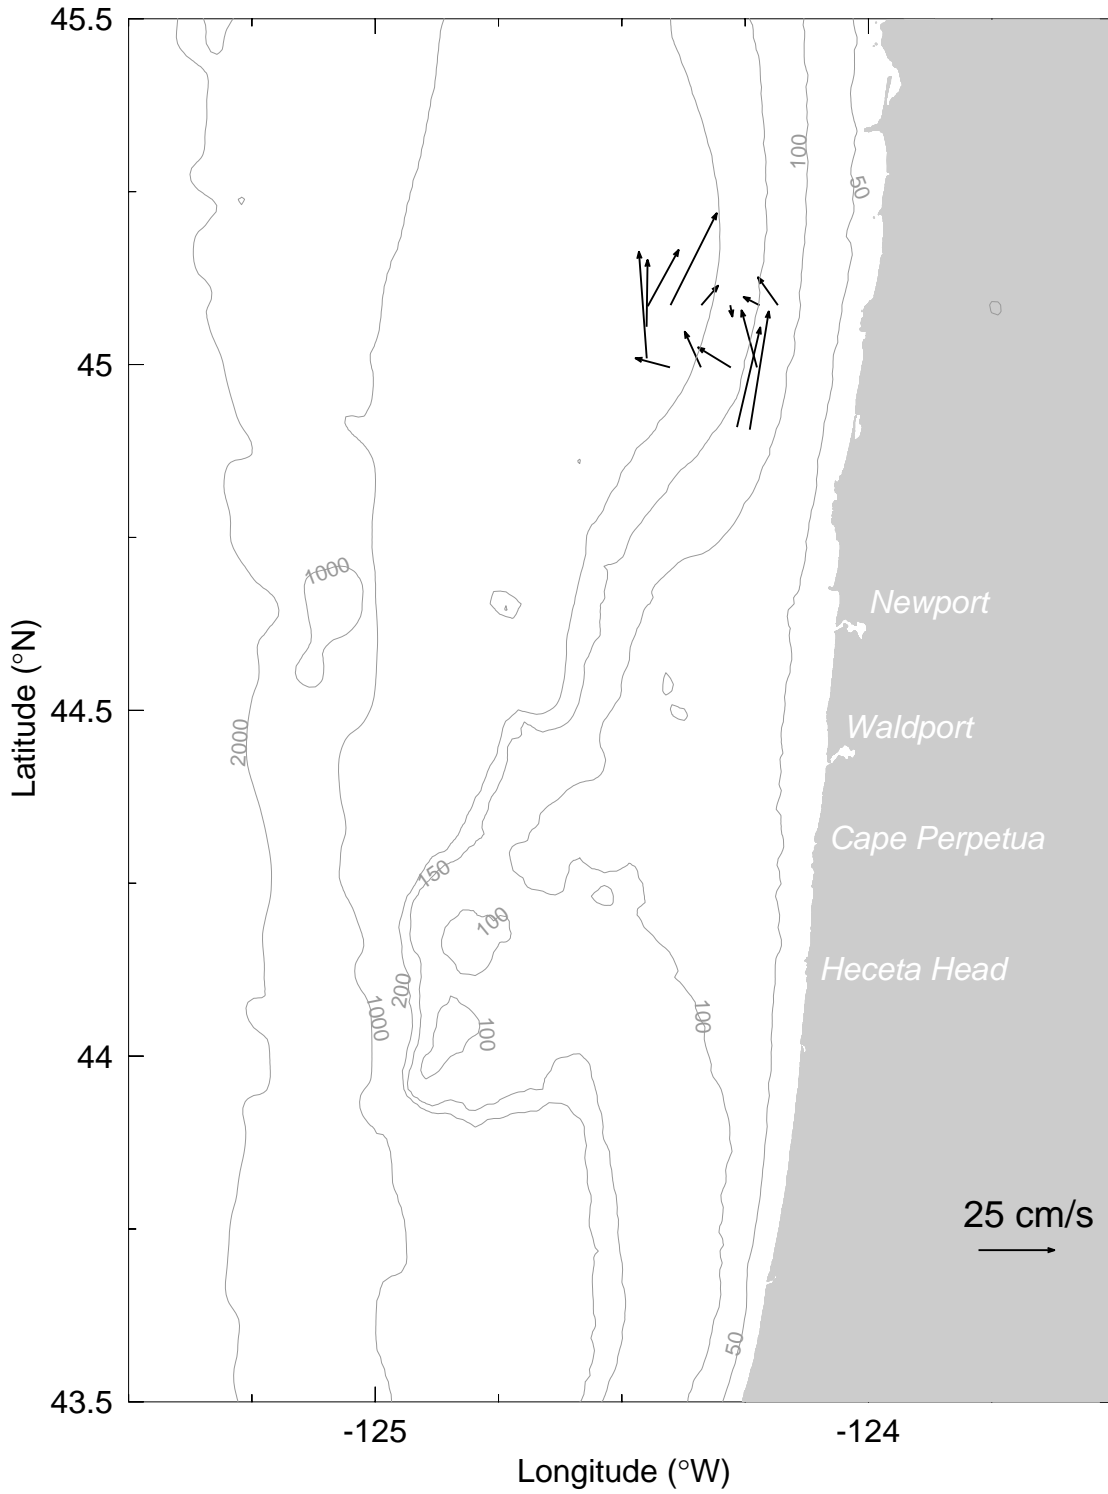 45.5
100
50
45
1000
Newport
2000
44.5
Waldport
Latitude (°N)
Cape Perpetua
150
100
Heceta Head
200
1000
100
100
44
25 cm/s
50
43.5
-125
-124
Longitude (°W)